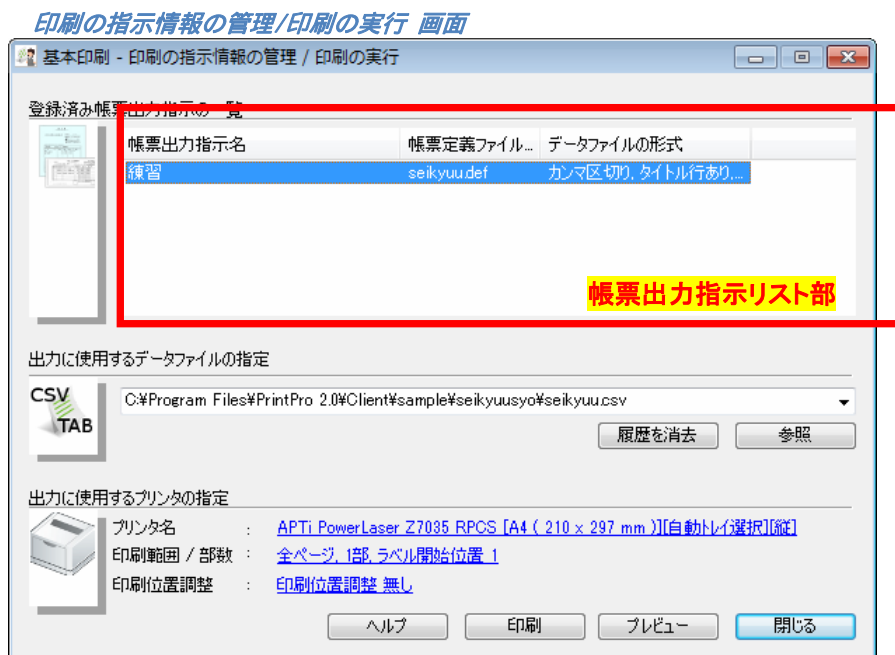 印刷の指示情報の管理/印刷の実行 画面
基本印刷 - 印刷の指示情報の管理 / 印刷の実行
登録済み帳票出力指示の一覧
帳票出力指示名 帳票定義ファイル... データファイルの形式
練習 seikyuu.def カンマ区切り, タイトル行あり,...
帳票出力指示リスト部
出力に使用するデータファイルの指定
CSV
TAB
C:¥Program Files¥PrintPro 2.0¥Client¥sample¥seikyuusyo¥seikyuu.csv
履歴を消去 参照
出力に使用するプリンタの指定
プリンタ名 : APTi PowerLaser Z7035 RPCS [A4 ( 210 x 297 mm )][自動トレイ選択][縦]
印刷範囲 / 部数 : 全ページ, 1部, ラベル開始位置 1
印刷位置調整 : 印刷位置調整 無し
ヘルプ 印刷 プレビュー 閉じる